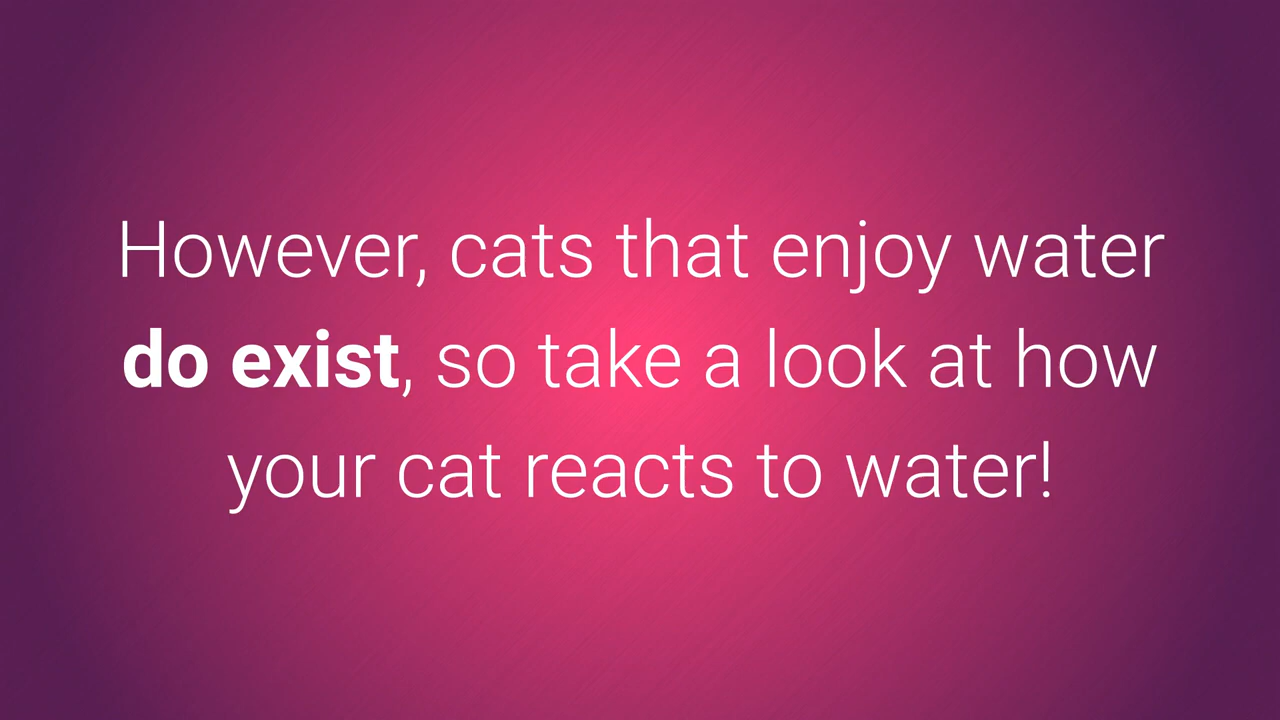 However, cats that enjoy water
do exist, so take a look at how
your cat reacts to water!